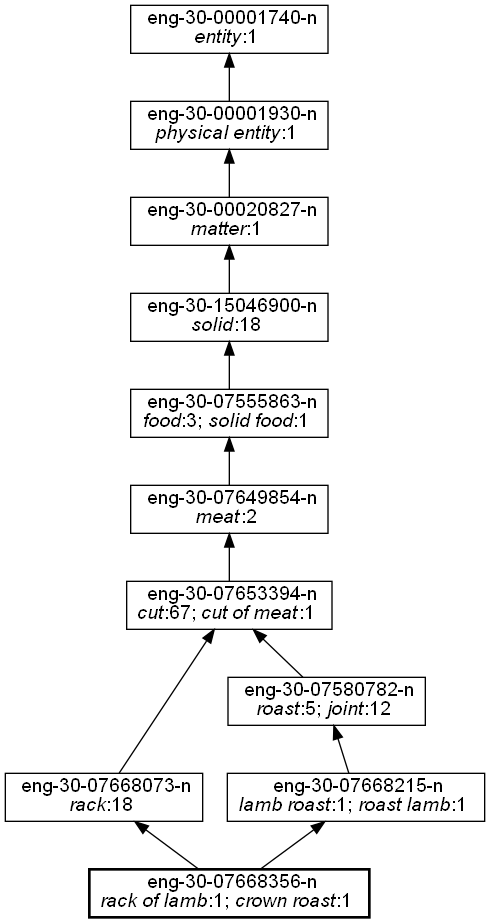 eng-30-00001740-n
entity:1
eng-30-00001930-n
physical entity:1
eng-30-00020827-n
matter:1
eng-30-15046900-n
solid:18
eng-30-07555863-n
food:3; solid food:1
eng-30-07649854-n
meat:2
eng-30-07653394-n
cut:67; cut of meat:1
eng-30-07580782-n
roast:5; joint:12
eng-30-07668073-n
rack:18
eng-30-07668215-n
lamb roast:1; roast lamb:1
eng-30-07668356-n
rack of lamb:1; crown roast:1